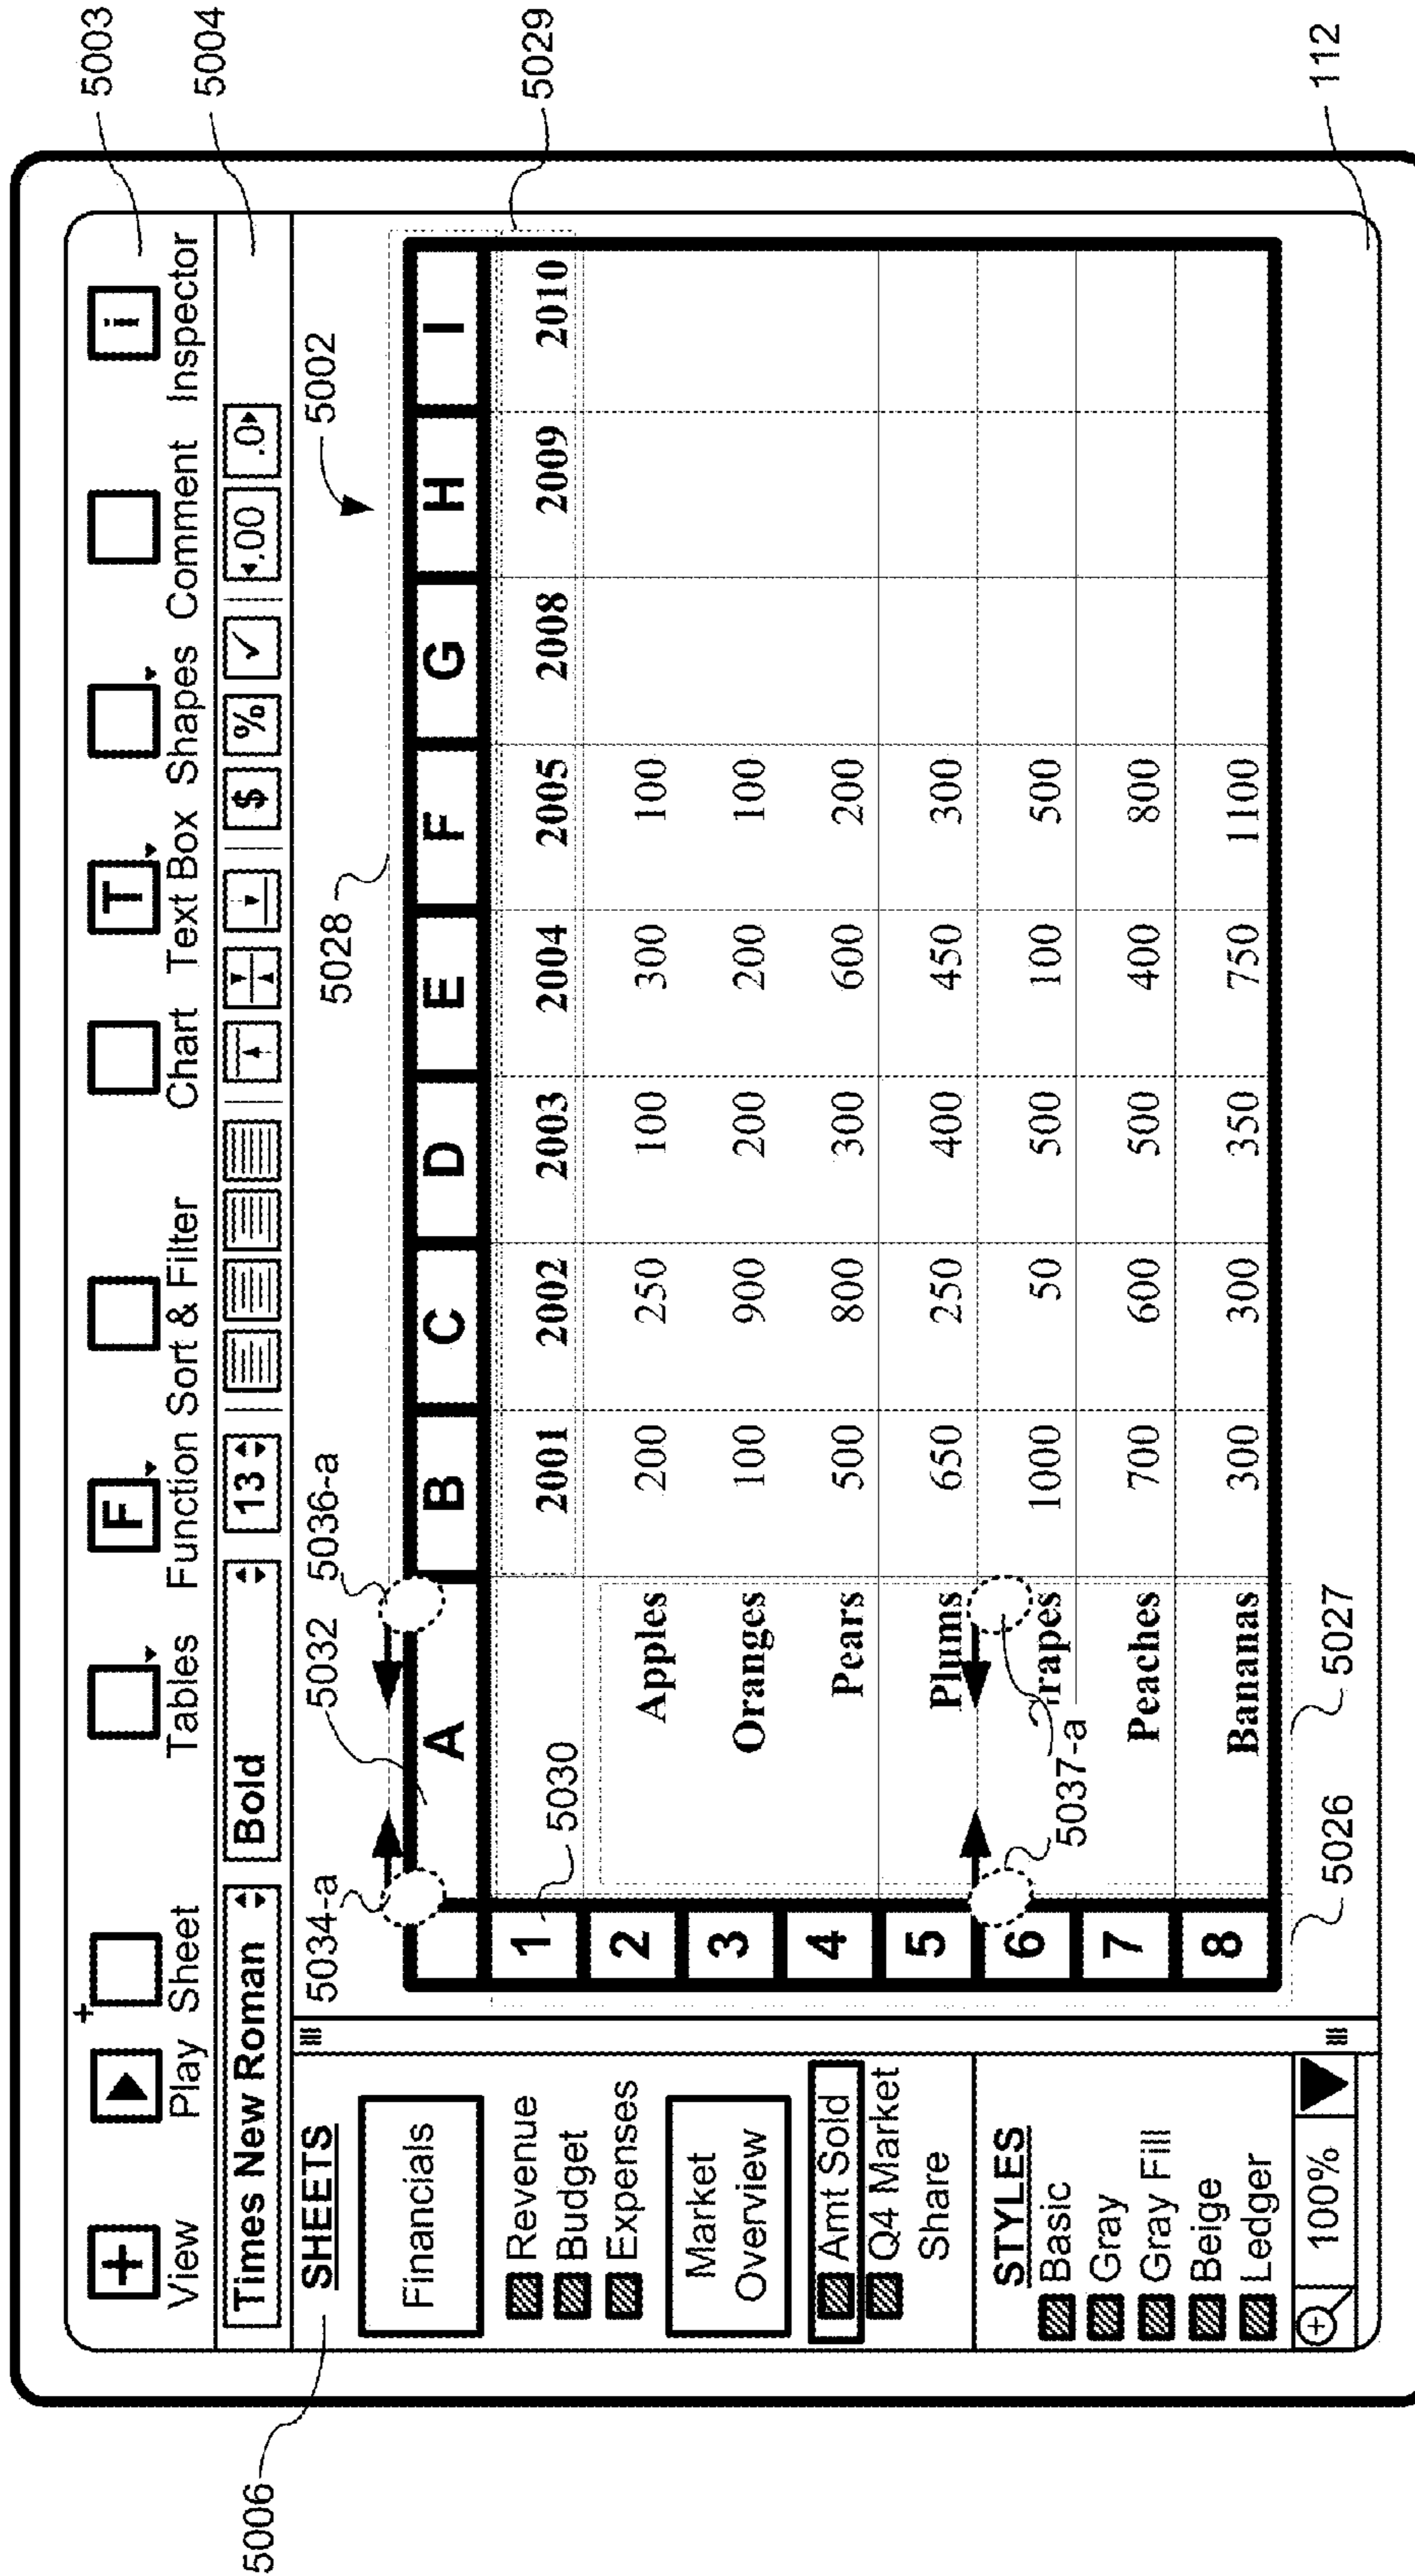 5003
5004
View Play Sheet Tables Function Sort & Filter Chart Text Box Shapes Comment Inspector
F T i
Times New Roman Bold 13 $ % ✓ .00 .0
5006
SHEETS
Financials
Revenue
Budget
Expenses
Market
Overview
Amt Sold
Q4 Market
Share
STYLES
Basic
Gray
Gray Fill
Beige
Ledger
100%
5034-a 5032 5036-a 5028 5002 5029
A B C D E F G H I
1 2001 2002 2003 2004 2005 2008 2009 2010
5030
2 Apples 200 250 100 300 100
3 Oranges 100 900 200 200 100
4 Pears 500 800 300 600 200
5 Plums 650 250 400 450 300
6 rapes 1000 50 500 100 500
5037-a
7 Peaches 700 600 500 400 800
8 Bananas 300 300 350 750 1100
5026 5027
112